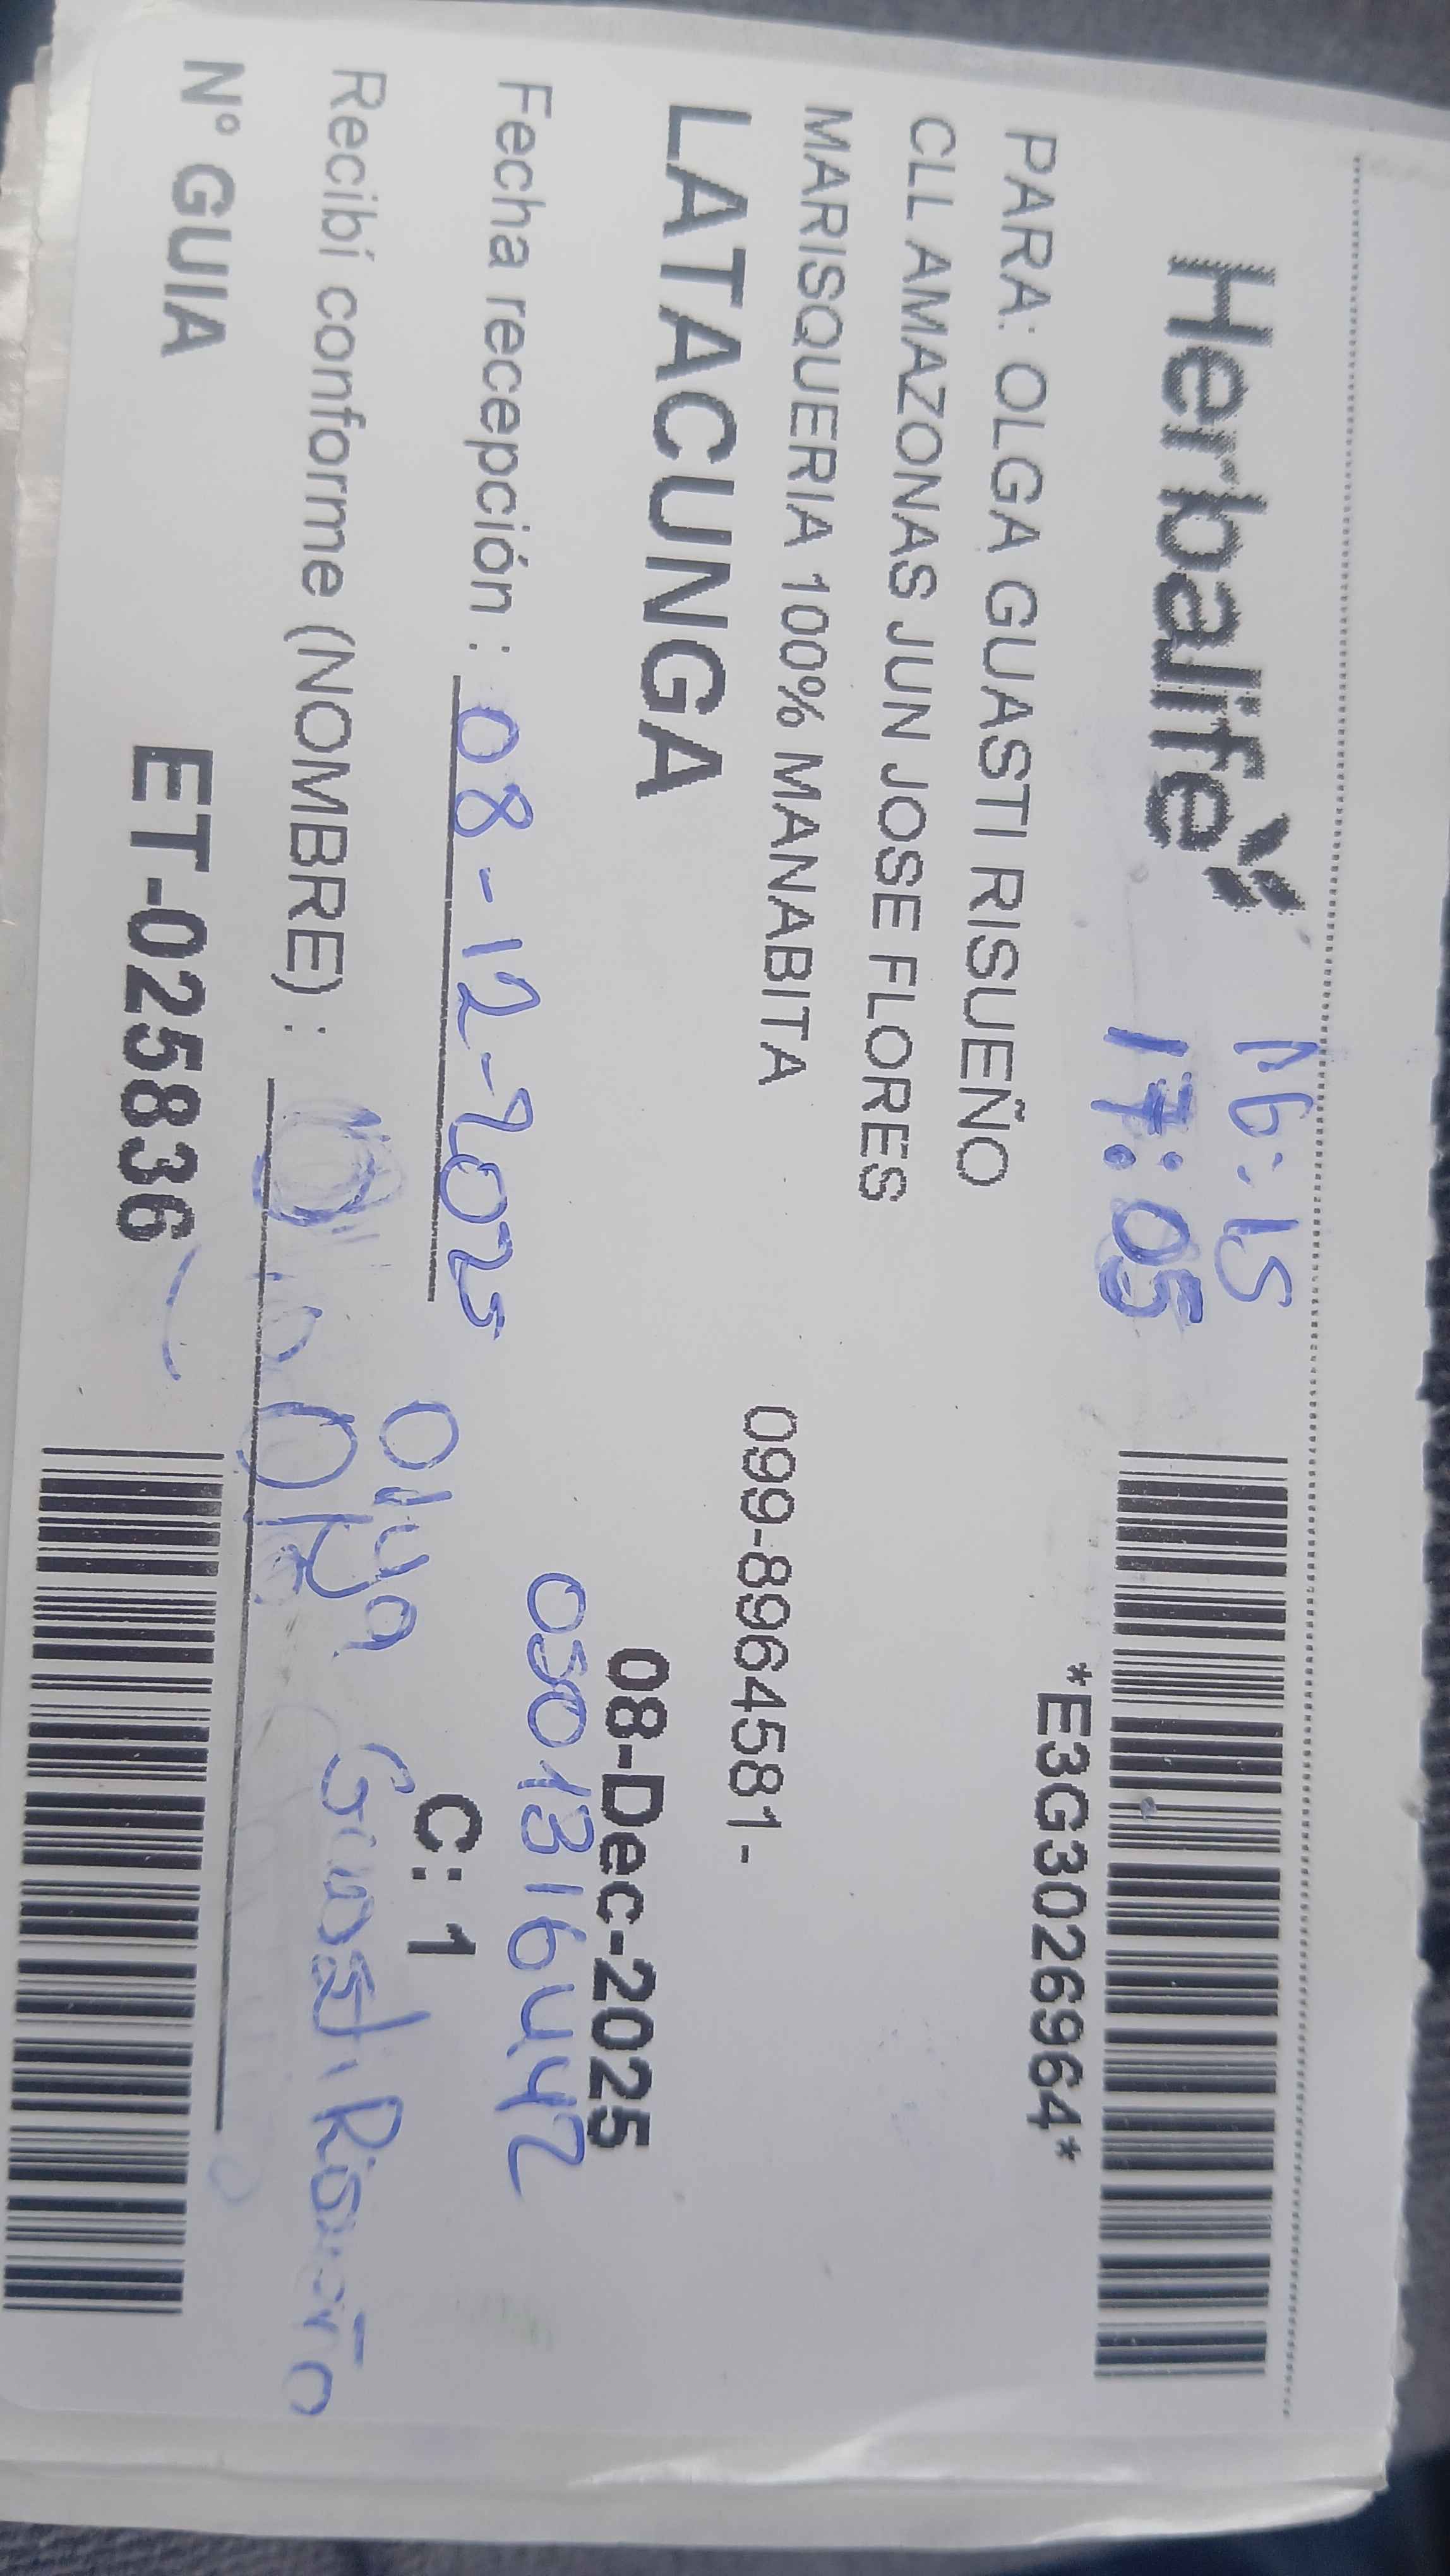 Herbalife
16:15
17:05
*E3G3026964*
PARA: OLGA GUASTI RISUEÑO
CLL AMAZONAS JUN JOSE FLORES
MARISQUERIA 100% MANABITA
099-8964581-
LATACUNGA
08-Dec-2025
Fecha recepción : 08-12-2025
0501316442
C: 1
Recibí conforme (NOMBRE) :
Olga Guasti Risueño
N° GUIA ET-025836